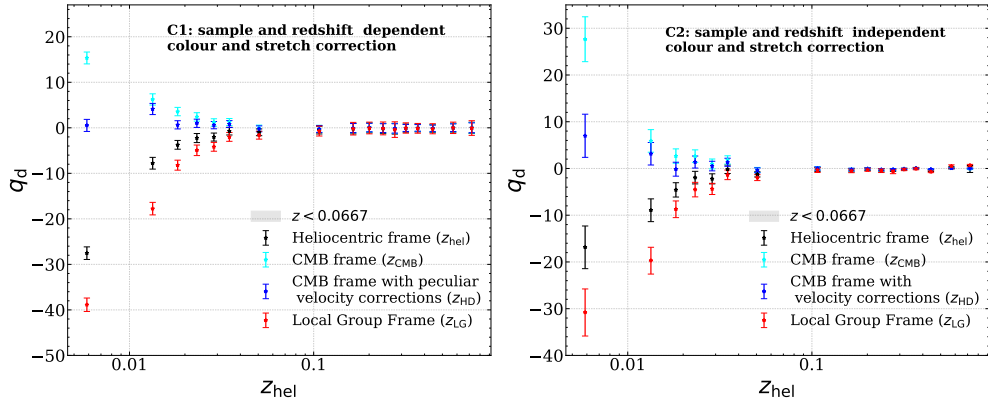 C1: sample and redshift dependent
colour and stretch correction
20
10
0
−10
−20
−30
−40
−50
q_d
z < 0.0667
Heliocentric frame (z_hel)
CMB frame (z_CMB)
CMB frame with peculiar
velocity corrections (z_HD)
Local Group Frame (z_LG)
0.01
0.1
z_hel
C2: sample and redshift independent
colour and stretch correction
30
20
10
0
−10
−20
−30
−40
q_d
z < 0.0667
Heliocentric frame (z_hel)
CMB frame (z_CMB)
CMB frame with
velocity corrections (z_HD)
Local Group Frame (z_LG)
0.01
0.1
z_hel